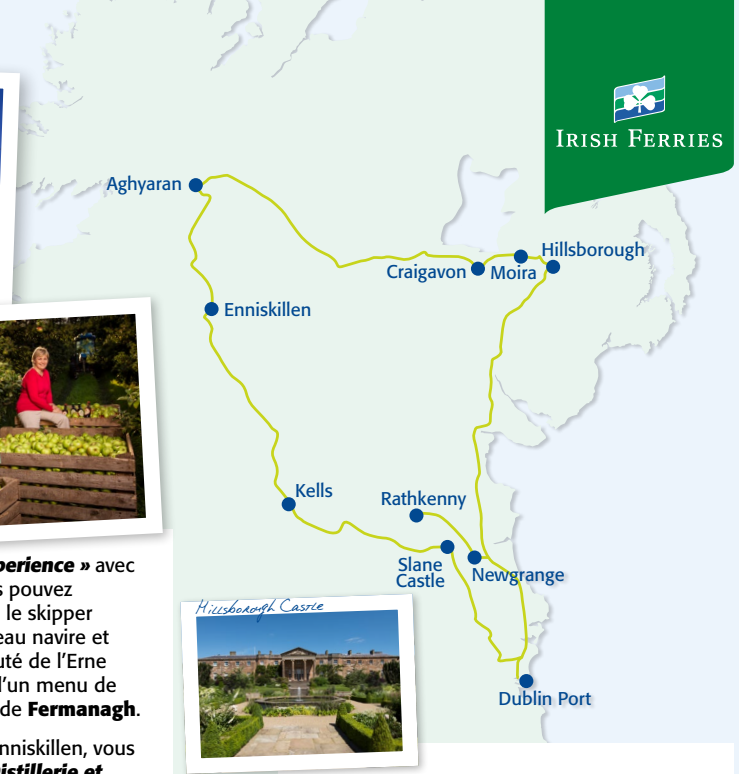 IRISH FERRIES
Aghyaran
Hillsborough
Craigavon
Moira
Enniskillen
Kells
Rathkenny
Slane
Castle
Newgrange
Dublin Port
Hillsborough Castle
perience » avec
s pouvez
le skipper
eau navire et
uté de l'Erne
l'un menu de
de Fermanagh.
nniskillen, vous
istillerie et